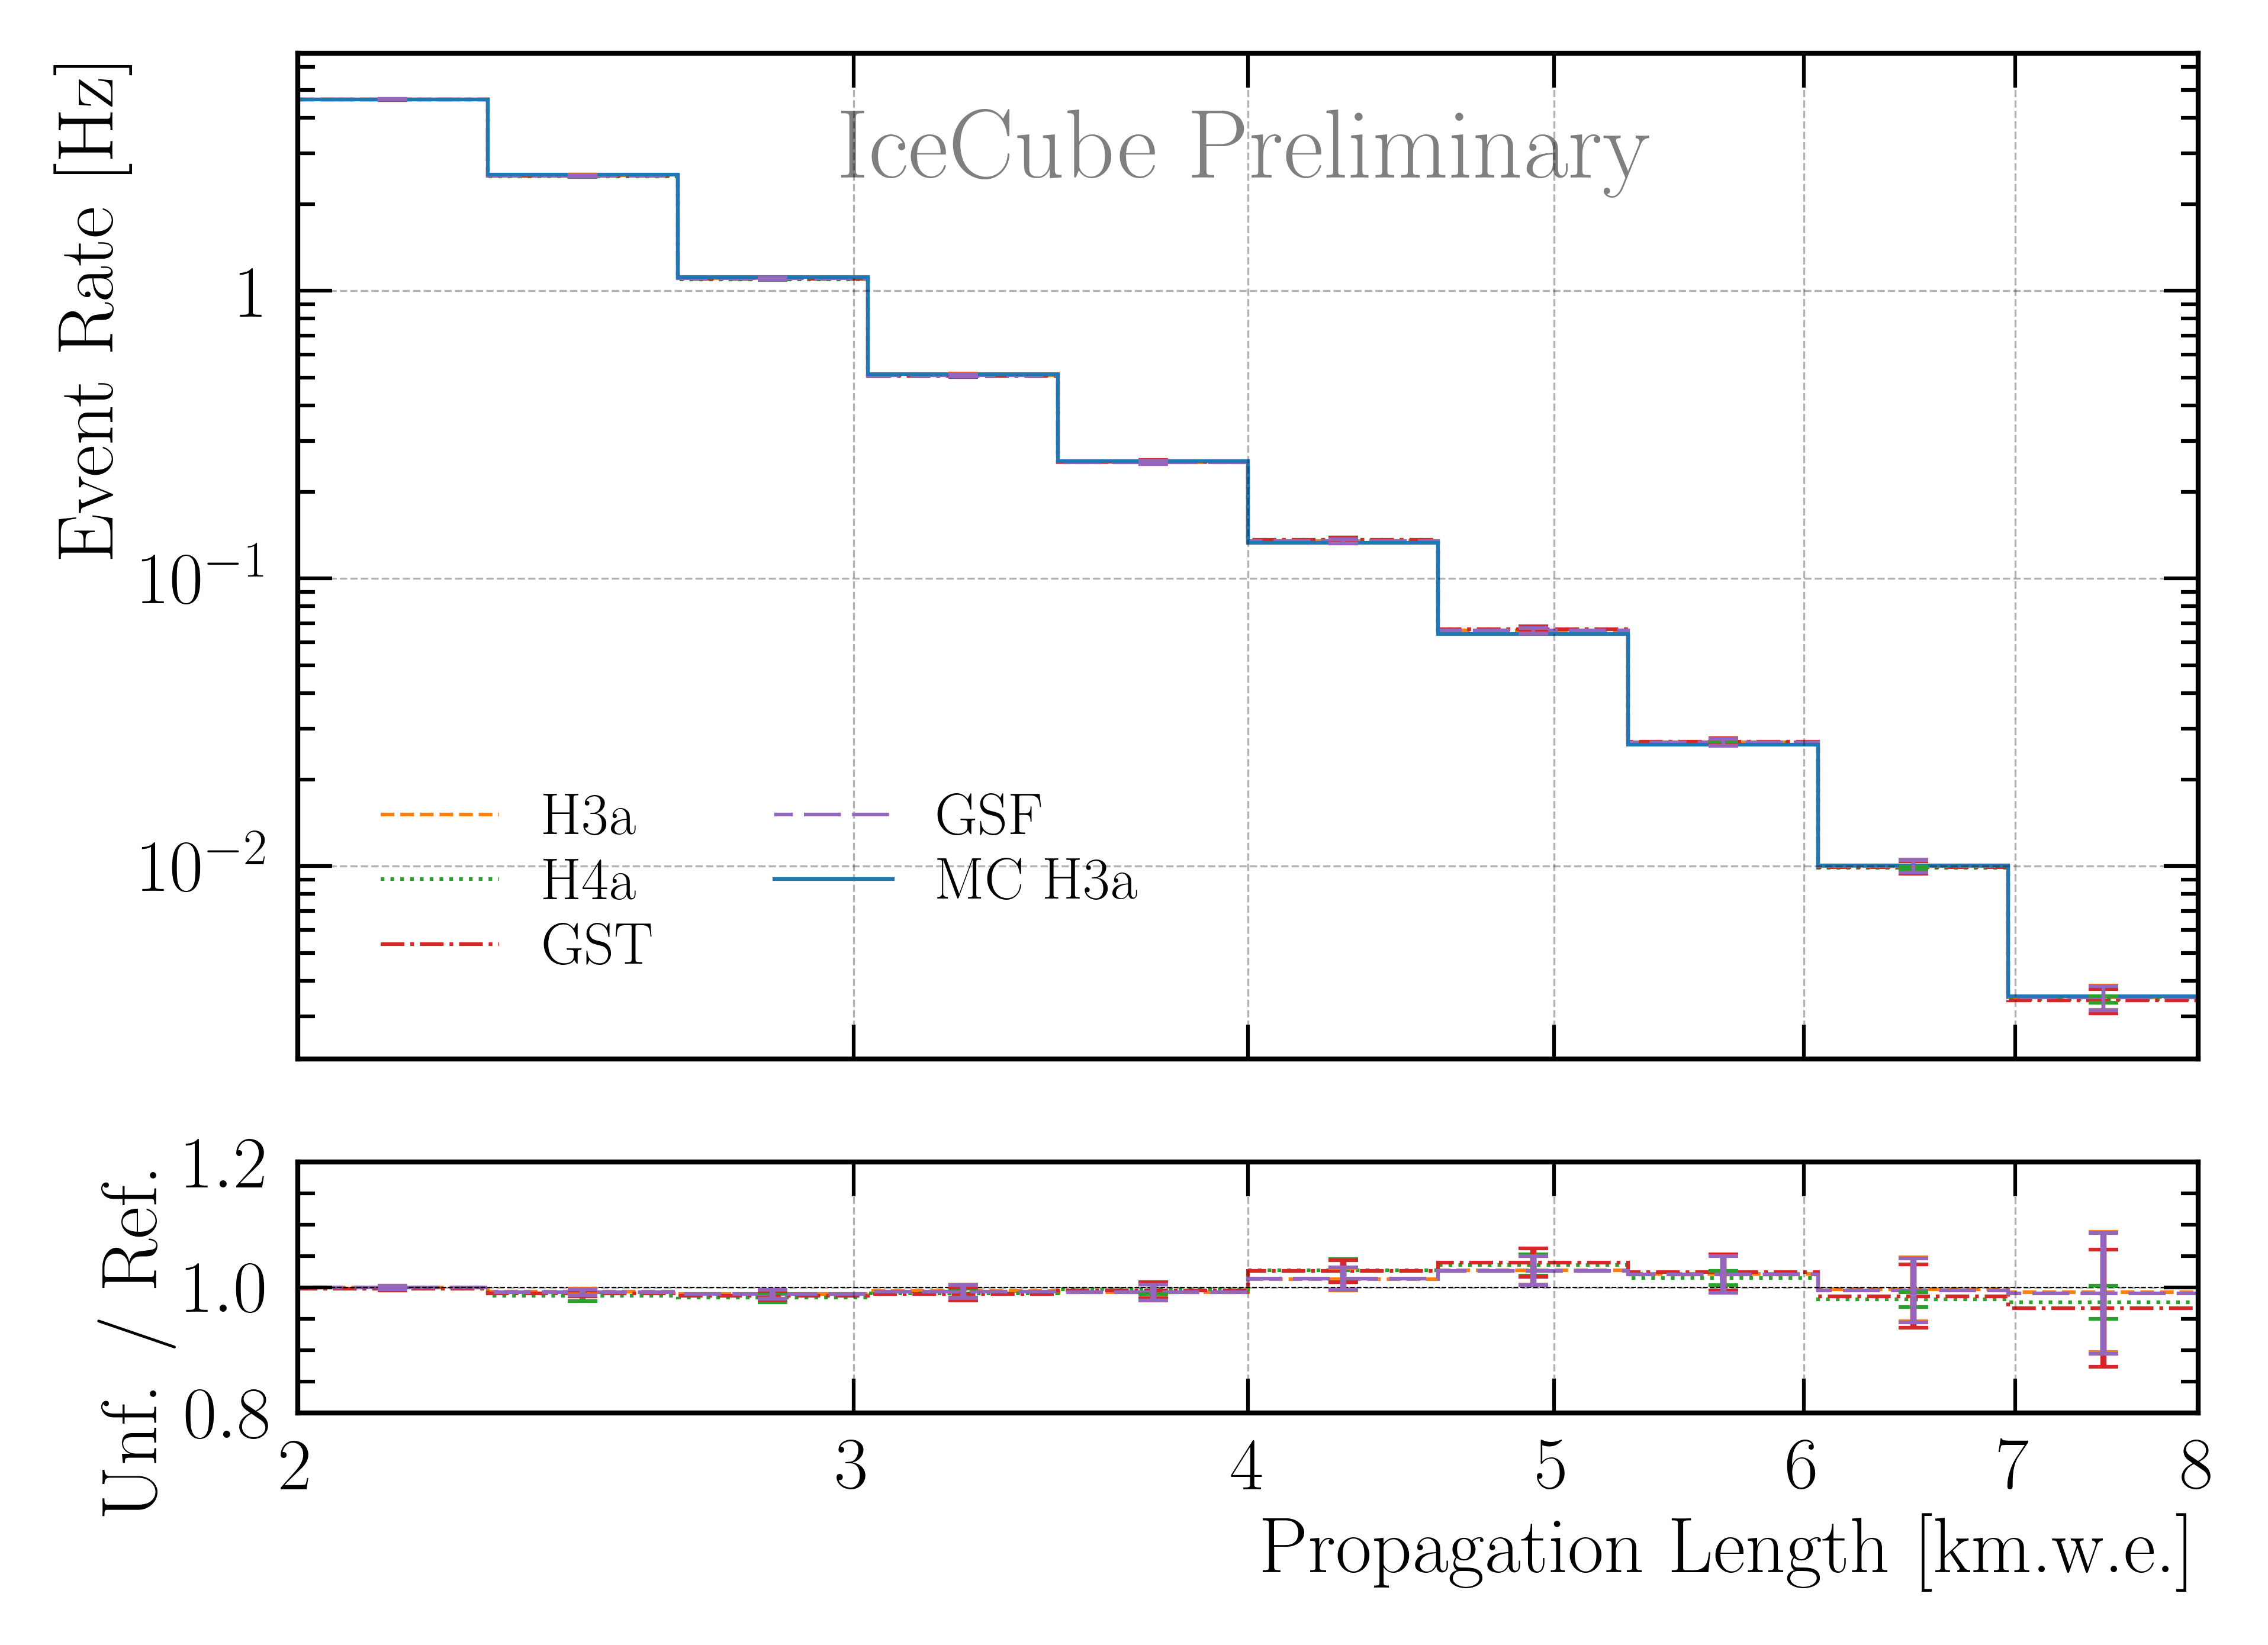 IceCube Preliminary
Event Rate [Hz]
1
10⁻¹
10⁻²
H3a
H4a
GST
GSF
MC H3a
Unf. / Ref.
1.2
1.0
0.8
2 3 4 5 6 7 8
Propagation Length [km.w.e.]